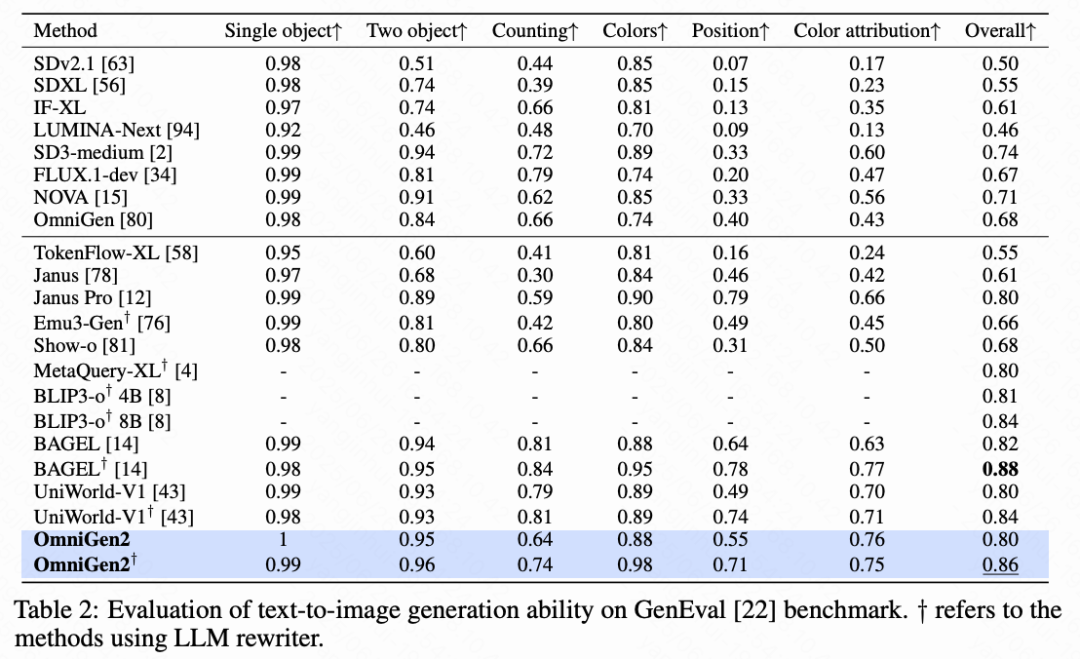 Method Single object↑ Two object↑ Counting↑ Colors↑ Position↑ Color attribution↑ Overall↑
SDv2.1 [63] 0.98 0.51 0.44 0.85 0.07 0.17 0.50
SDXL [56] 0.98 0.74 0.39 0.85 0.15 0.23 0.55
IF-XL 0.97 0.74 0.66 0.81 0.13 0.35 0.61
LUMINA-Next [94] 0.92 0.46 0.48 0.70 0.09 0.13 0.46
SD3-medium [2] 0.99 0.94 0.72 0.89 0.33 0.60 0.74
FLUX.1-dev [34] 0.99 0.81 0.79 0.74 0.20 0.47 0.67
NOVA [15] 0.99 0.91 0.62 0.85 0.33 0.56 0.71
OmniGen [80] 0.98 0.84 0.66 0.74 0.40 0.43 0.68
TokenFlow-XL [58] 0.95 0.60 0.41 0.81 0.16 0.24 0.55
Janus [78] 0.97 0.68 0.30 0.84 0.46 0.42 0.61
Janus Pro [12] 0.99 0.89 0.59 0.90 0.79 0.66 0.80
Emu3-Gen† [76] 0.99 0.81 0.42 0.80 0.49 0.45 0.66
Show-o [81] 0.98 0.80 0.66 0.84 0.31 0.50 0.68
MetaQuery-XL† [4] - - - - - - 0.80
BLIP3-o† 4B [8] - - - - - - 0.81
BLIP3-o† 8B [8] - - - - - - 0.84
BAGEL [14] 0.99 0.94 0.81 0.88 0.64 0.63 0.82
BAGEL† [14] 0.98 0.95 0.84 0.95 0.78 0.77 0.88
UniWorld-V1 [43] 0.99 0.93 0.79 0.89 0.49 0.70 0.80
UniWorld-V1† [43] 0.98 0.93 0.81 0.89 0.74 0.71 0.84
OmniGen2 1 0.95 0.64 0.88 0.55 0.76 0.80
OmniGen2† 0.99 0.96 0.74 0.98 0.71 0.75 0.86
Table 2: Evaluation of text-to-image generation ability on GenEval [22] benchmark. † refers to the
methods using LLM rewriter.